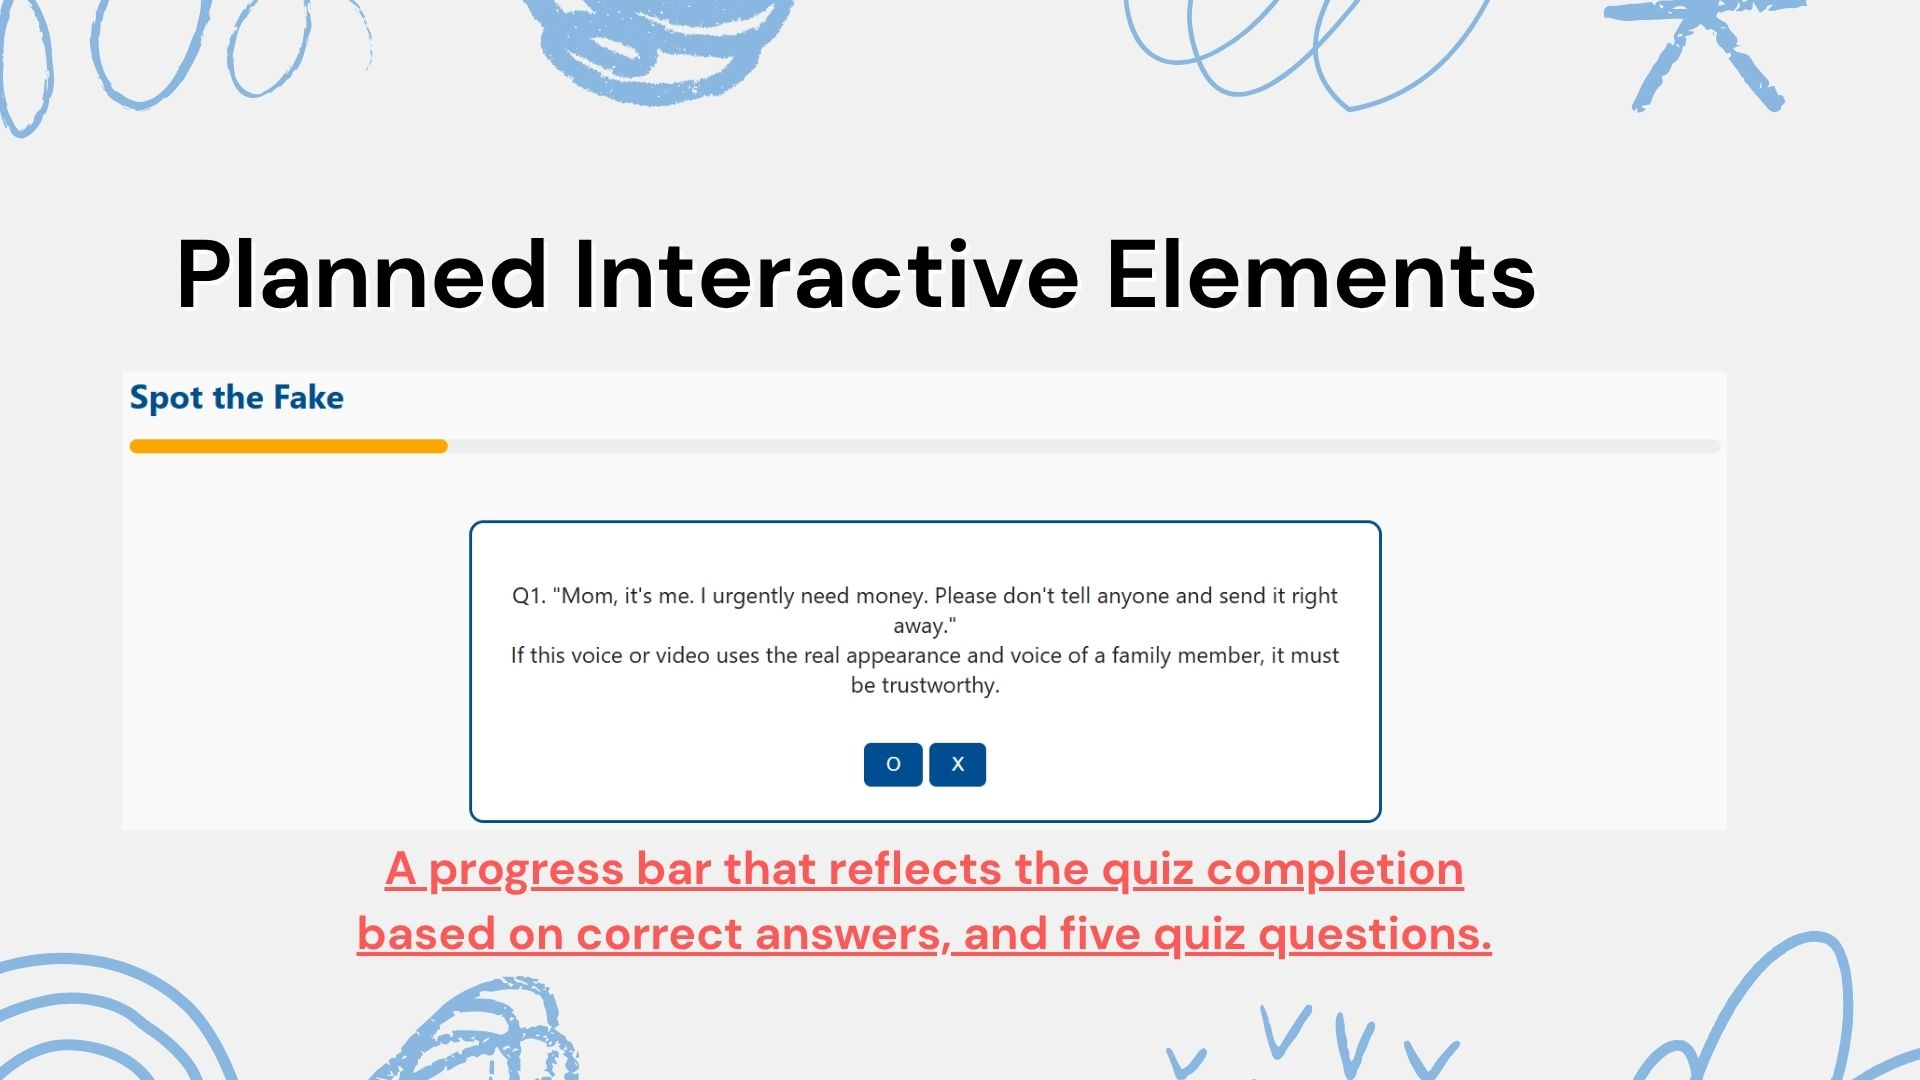 Planned Interactive Elements
Spot the Fake
Q1. "Mom, it's me. I urgently need money. Please don't tell anyone and send it right
away."
If this voice or video uses the real appearance and voice of a family member, it must
be trustworthy.
O X
A progress bar that reflects the quiz completion
based on correct answers, and five quiz questions.